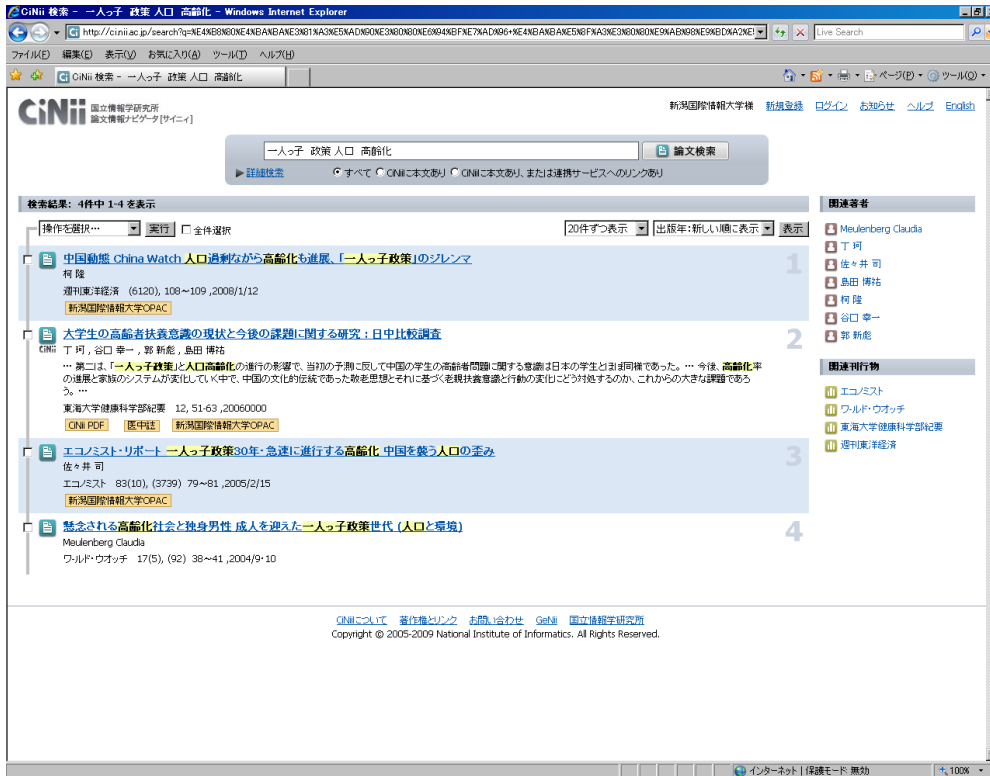 CiNii 検索 - 一人っ子 政策 人口 高齢化 - Windows Internet Explorer
Live Search
ファイル(F) 編集(E) 表示(V) お気に入り(A) ツール(T) ヘルプ(H)
CiNii 検索 - 一人っ子 政策 人口 高齢化
ページ(P) ツール(O)
CiNii 国立情報学研究所
論文情報ナビゲータ[サイニィ]
新潟国際情報大学様 新規登録 ログイン お知らせ ヘルプ English
一人っ子 政策 人口 高齢化 論文検索
詳細検索 すべて CiNiiに本文あり CiNiiに本文あり、または連携サービスへのリンクあり
検索結果: 4件中 1-4 を表示
操作を選択… 実行 全件選択 20件ずつ表示 出版年:新しい順に表示 表示
中国動態 China Watch 人口過剰ながら高齢化も進展、「一人っ子政策」のジレンマ
1
柯 隆
週刊東洋経済 (6120), 108~109 ,2008/1/12
新潟国際情報大学OPAC
大学生の高齢者扶養意識の現状と今後の課題に関する研究 : 日中比較調査
2
CiNii 丁 珂 , 谷口 幸一 , 郭 新彪 , 島田 博祐
… 第二は、「一人っ子政策」と人口高齢化の進行の影響で、当初の予測に反して中国の学生の高齢者問題に関する意識は日本の学生とほぼ同様であった。… 今後、高齢化率
の進展と家族のシステムが変化していく中で、中国の文化的伝統であった敬老思想とそれに基づく老親扶養意識と行動の変化にどう対処するのか、これからの大きな課題であろ
う。…
東海大学健康科学部紀要 12, 51-63 ,20060000
CiNii PDF 医中誌 新潟国際情報大学OPAC
エコノミスト・リポート 一人っ子政策30年・急速に進行する高齢化 中国を襲う人口の歪み
3
佐々井 司
エコノミスト 83(10), (3739) 79~81 ,2005/2/15
新潟国際情報大学OPAC
懸念される高齢化社会と独身男性 成人を迎えた一人っ子政策世代 (人口と環境)
4
Meulenberg Claudia
ワールド・ウオッチ 17(5), (92) 38~41 ,2004/9・10
関連著者
Meulenberg Claudia
丁 珂
佐々井 司
島田 博祐
柯 隆
谷口 幸一
郭 新彪
関連刊行物
エコノミスト
ワールド・ウオッチ
東海大学健康科学部紀要
週刊東洋経済
CiNiiについて 著作権とリンク お問い合わせ GeNii 国立情報学研究所
Copyright © 2005-2009 National Institute of Informatics. All Rights Reserved.
インターネット | 保護モード: 無効 100%